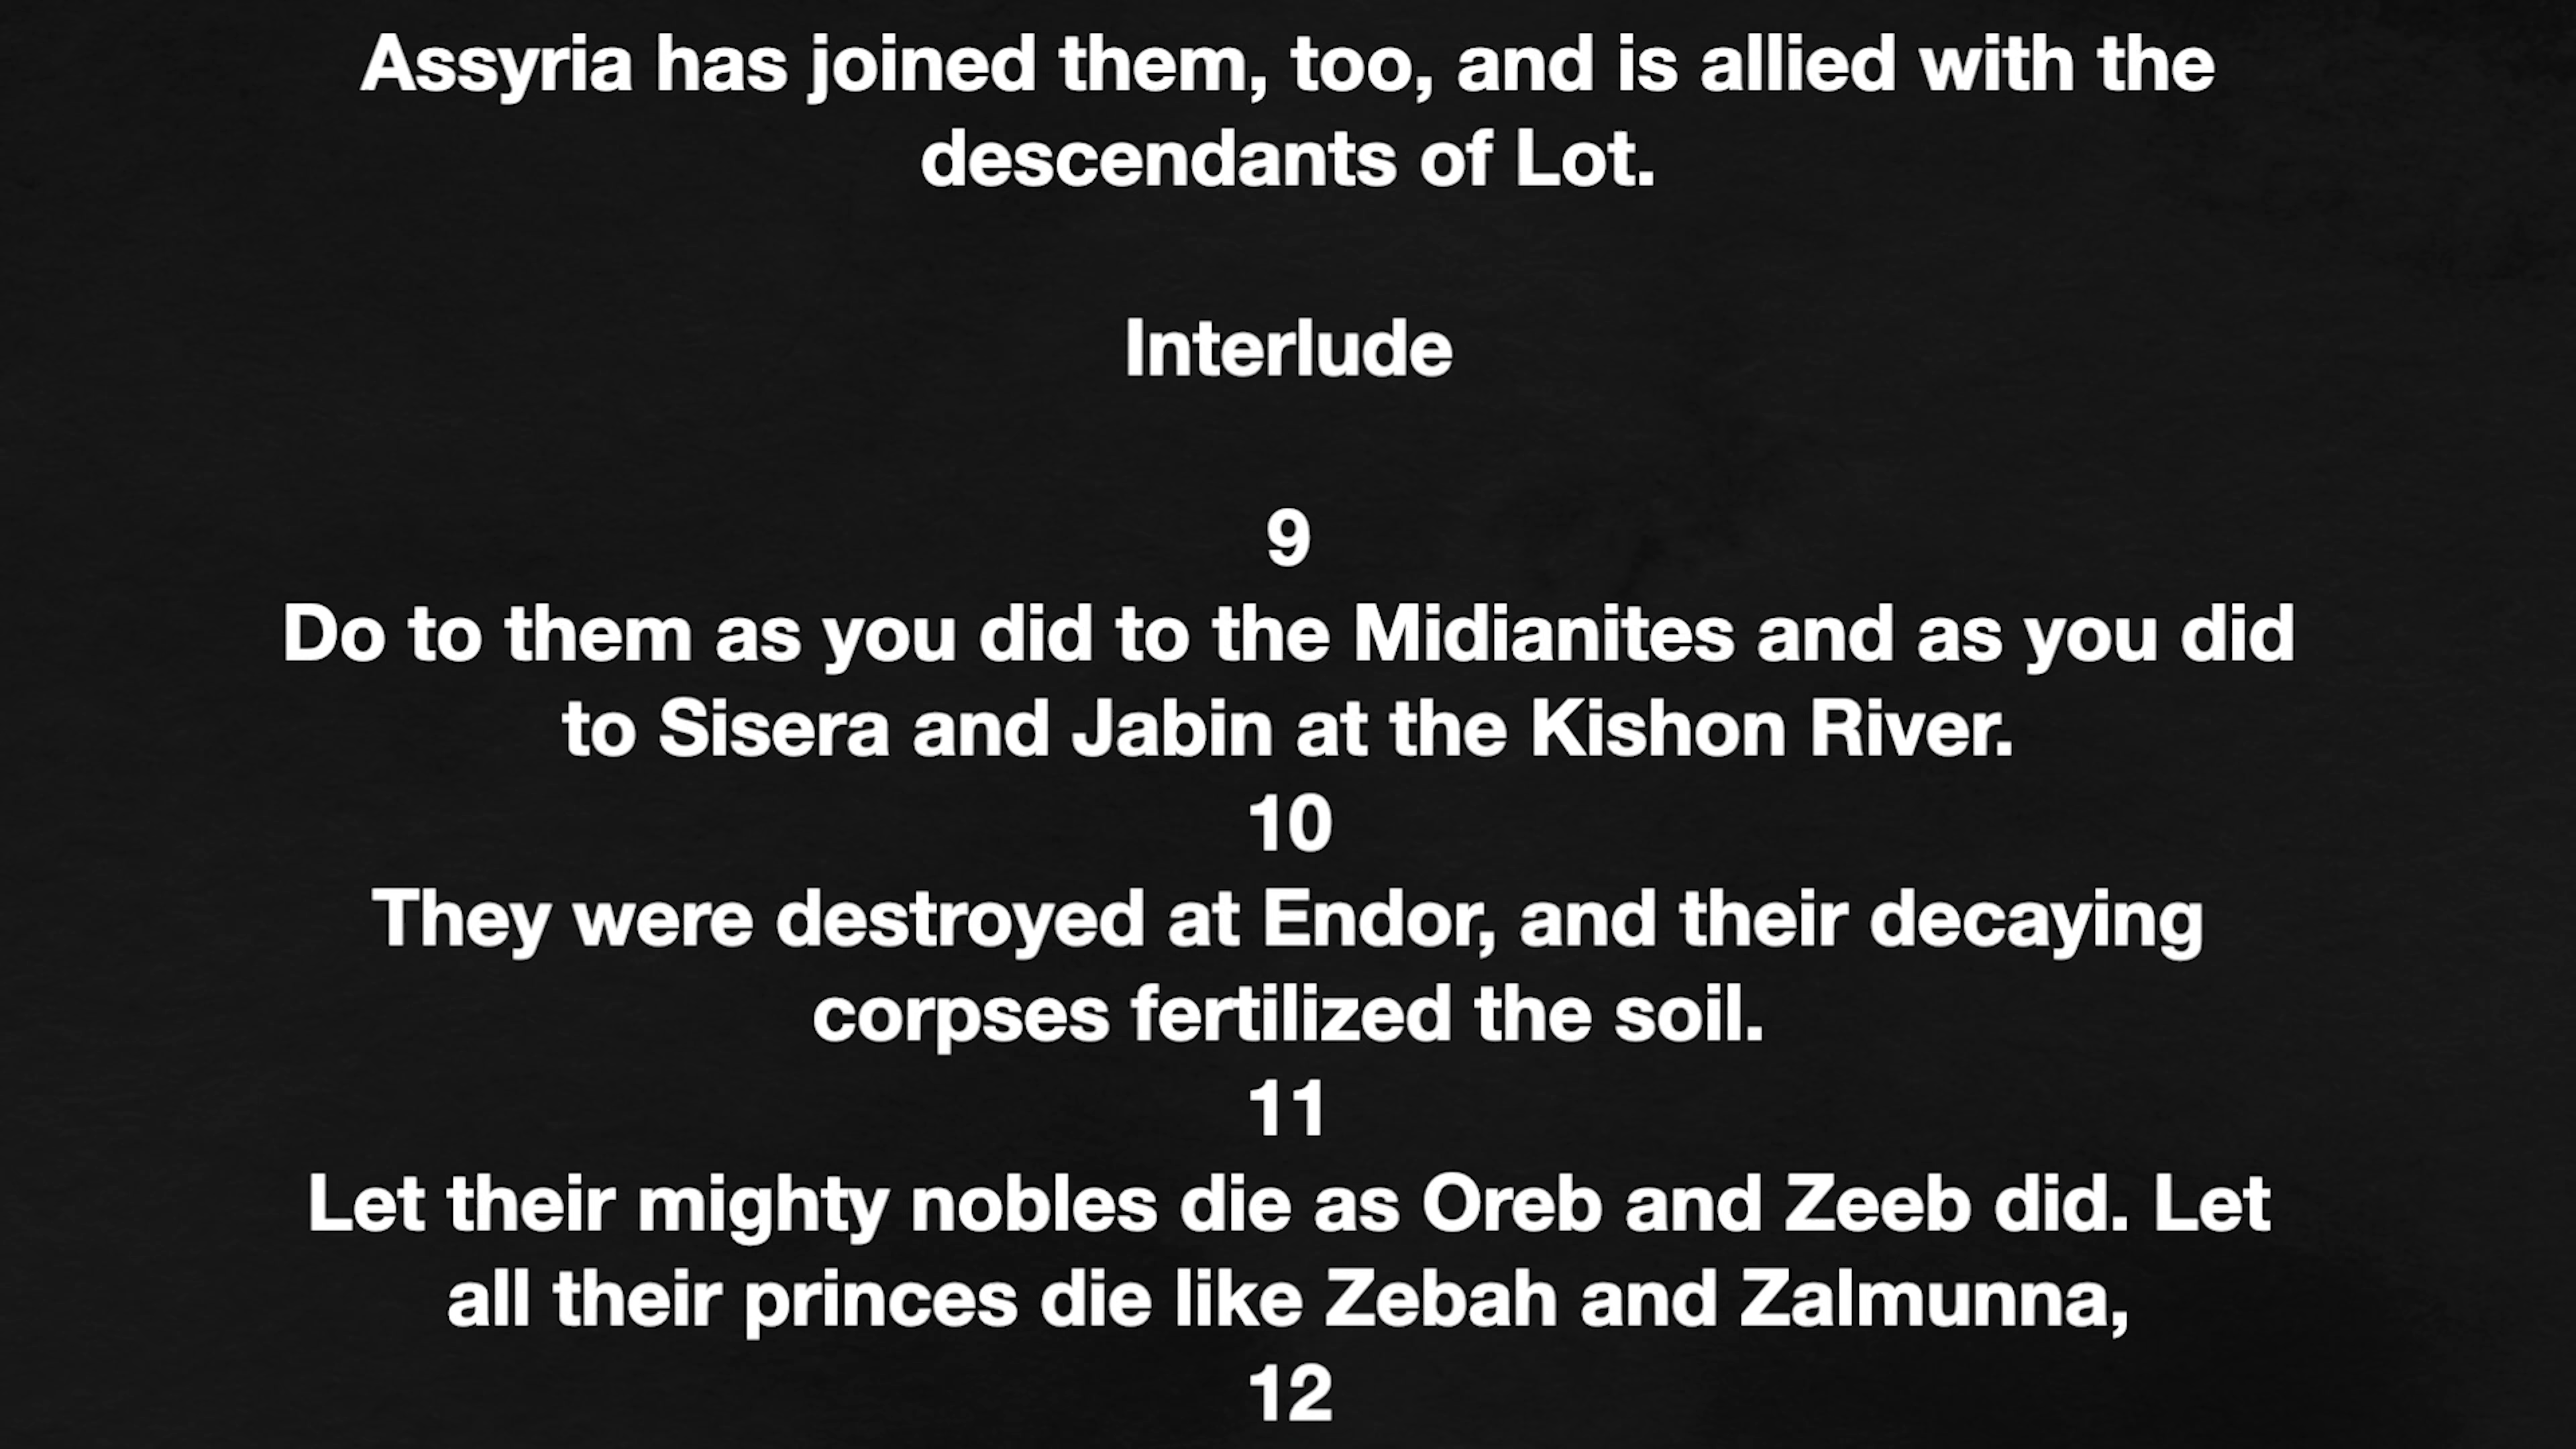 Assyria has joined them, too, and is allied with the
descendants of Lot.
Interlude
9
Do to them as you did to the Midianites and as you did
to Sisera and Jabin at the Kishon River.
10
They were destroyed at Endor, and their decaying
corpses fertilized the soil.
11
Let their mighty nobles die as Oreb and Zeeb did. Let
all their princes die like Zebah and Zalmunna,
12